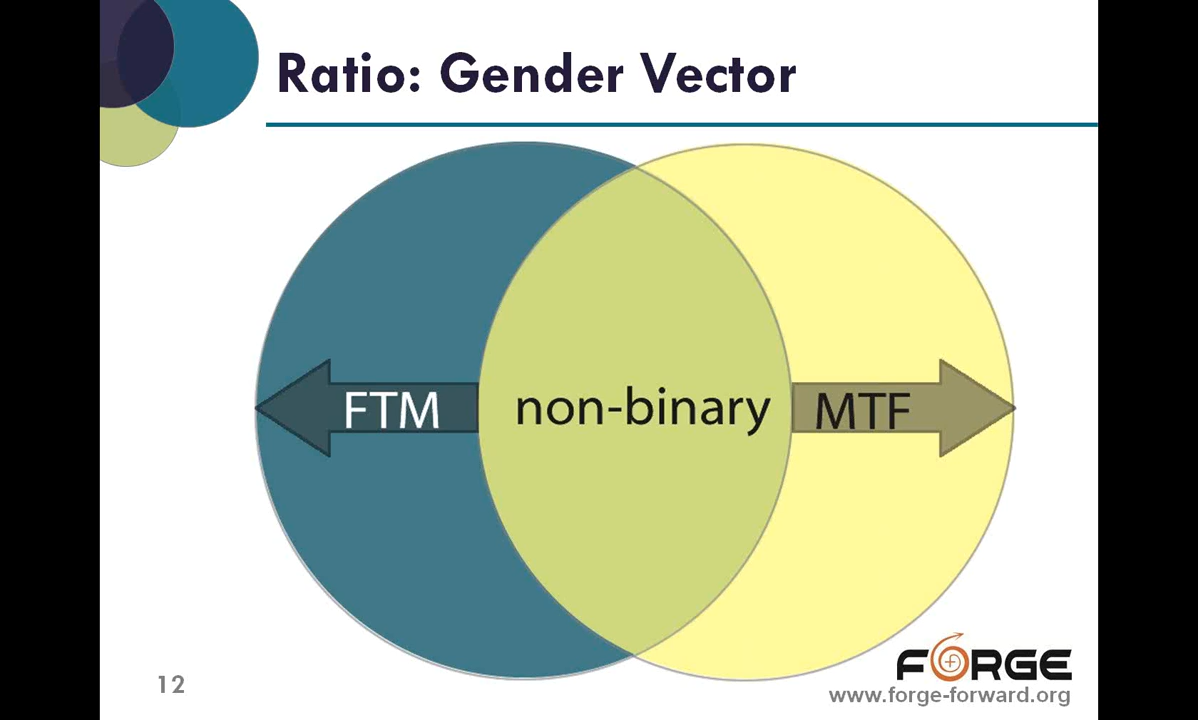 Ratio: Gender Vector
FTM non-binary MTF
FORGE
12
www.forge-forward.org